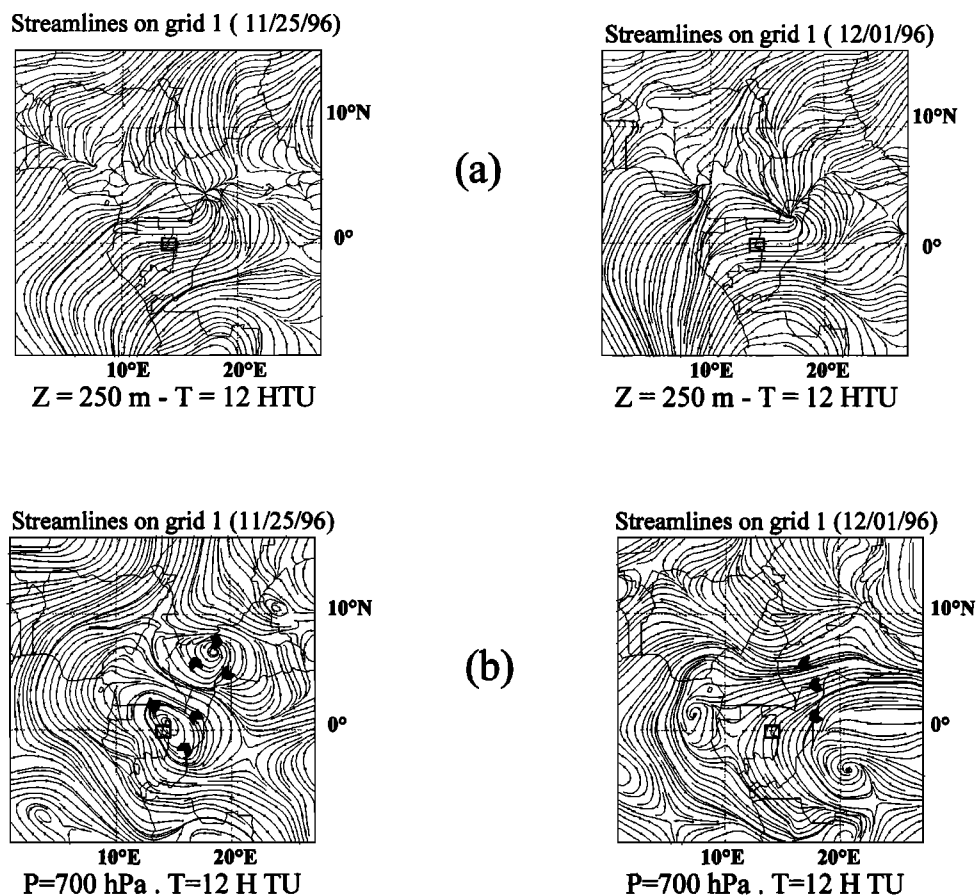 Streamlines on grid 1 ( 11/25/96)
Streamlines on grid 1 ( 12/01/96)
10°N
10°N
(a)
0°
0°
10°E 20°E
10°E 20°E
Z = 250 m - T = 12 HTU
Z = 250 m - T = 12 HTU
Streamlines on grid 1 (11/25/96)
Streamlines on grid 1 (12/01/96)
10°N
10°N
(b)
0°
0°
10°E 20°E
10°E 20°E
P=700 hPa . T=12 H TU
P=700 hPa . T=12 H TU